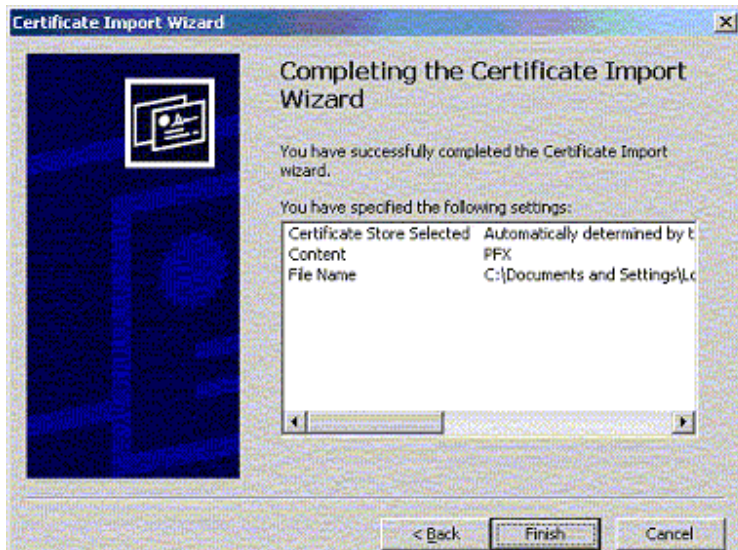 Certificate Import Wizard
Completing the Certificate Import
Wizard
You have successfully completed the Certificate Import
wizard.
You have specified the following settings:
Certificate Store Selected Automatically determined by t
Content PFX
File Name C:\Documents and Settings\Lo
< Back Finish Cancel